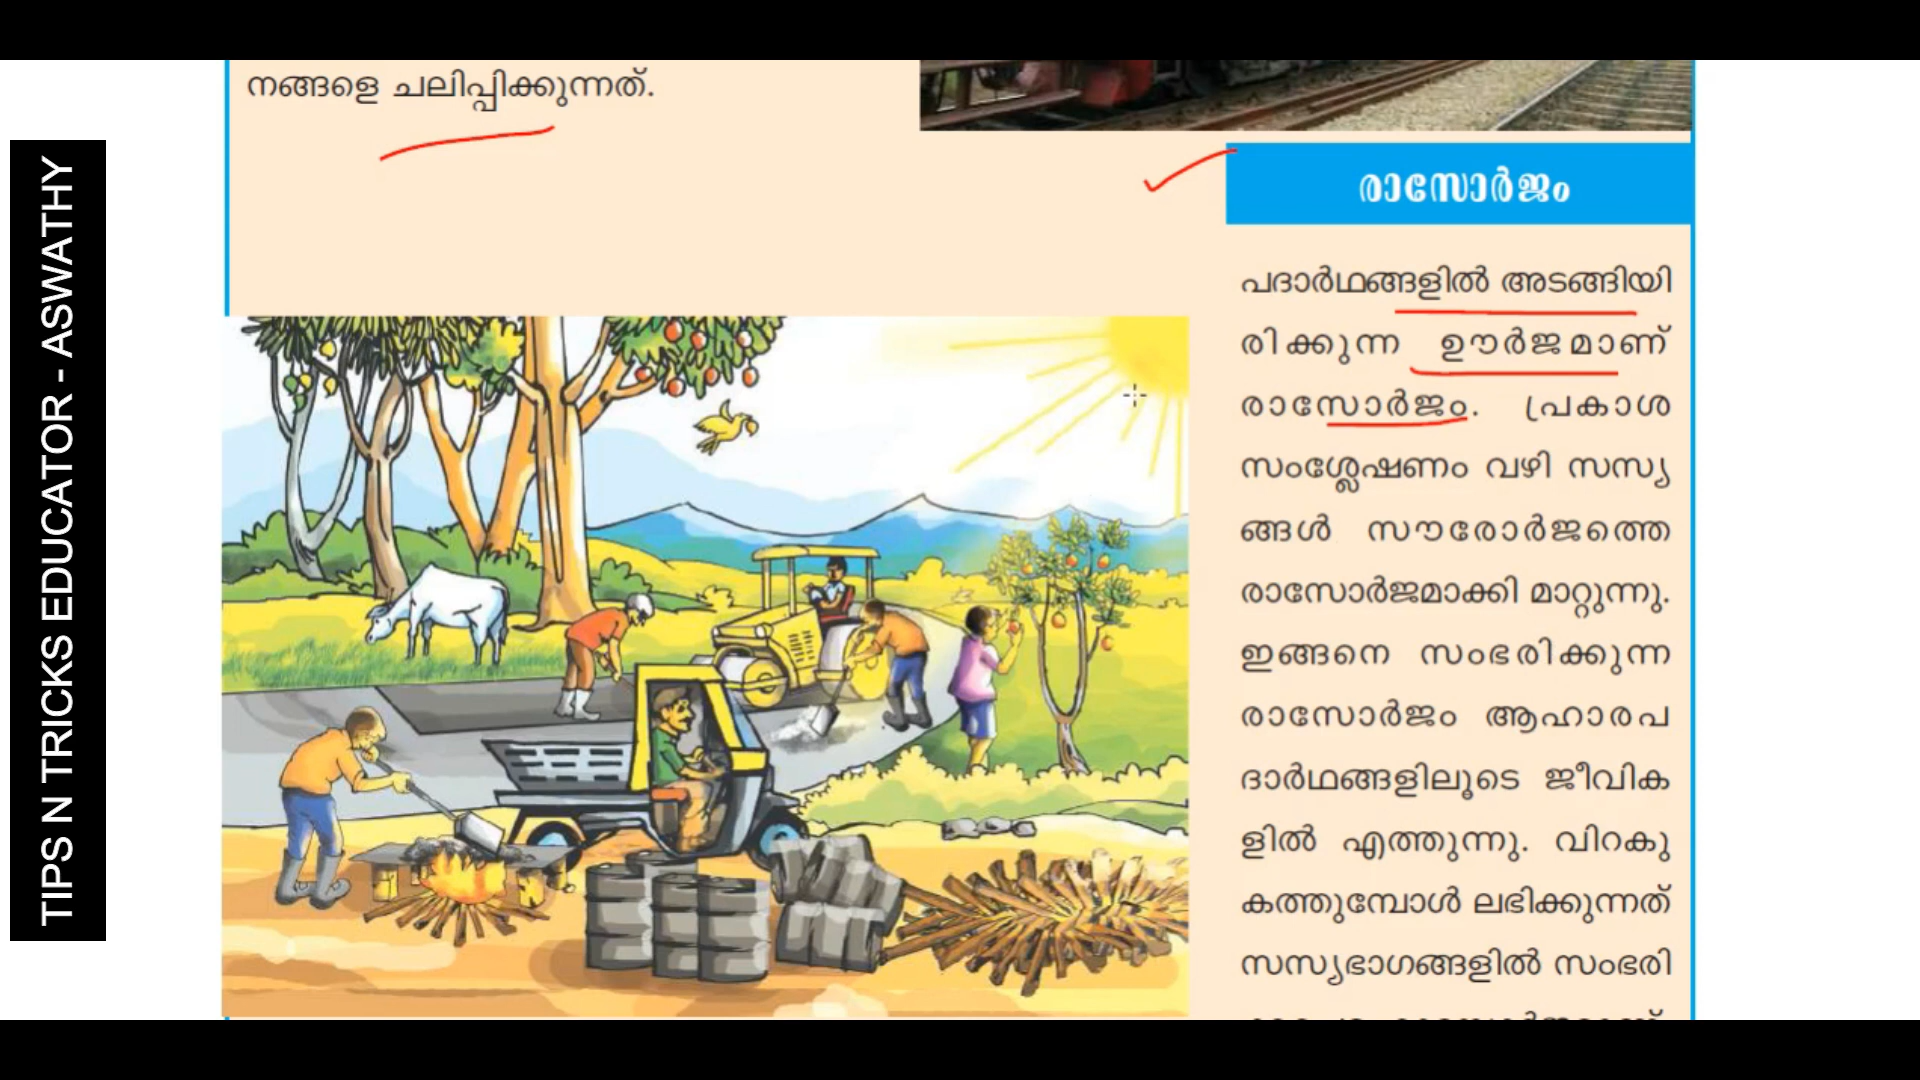 നങ്ങളെ ചലിപ്പിക്കുന്നത്.
TIPS N TRICKS EDUCATOR - ASWATHY
രാസോർജം
പദാർഥങ്ങളിൽ അടങ്ങിയി
രിക്കുന്ന ഊർജമാണ്
രാസോർജം. പ്രകാശ
സംശ്ലേഷണം വഴി സസ്യ
ങ്ങൾ സൗരോർജത്തെ
രാസോർജമാക്കി മാറ്റുന്നു.
ഇങ്ങനെ സംഭരിക്കുന്ന
രാസോർജം ആഹാരപ
ദാർഥങ്ങളിലൂടെ ജീവിക
ളിൽ എത്തുന്നു. വിറകു
കത്തുമ്പോൾ ലഭിക്കുന്നത്
സസ്യഭാഗങ്ങളിൽ സംഭരി